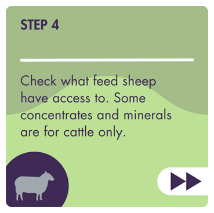 STEP 4
Check what feed sheep
have access to. Some
concentrates and minerals
are for cattle only.